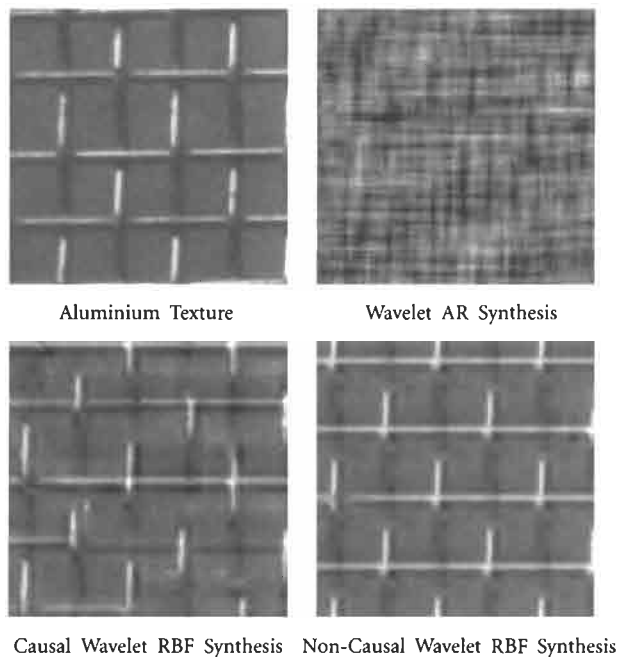 Aluminium Texture
Wavelet AR Synthesis
Causal Wavelet RBF Synthesis
Non-Causal Wavelet RBF Synthesis